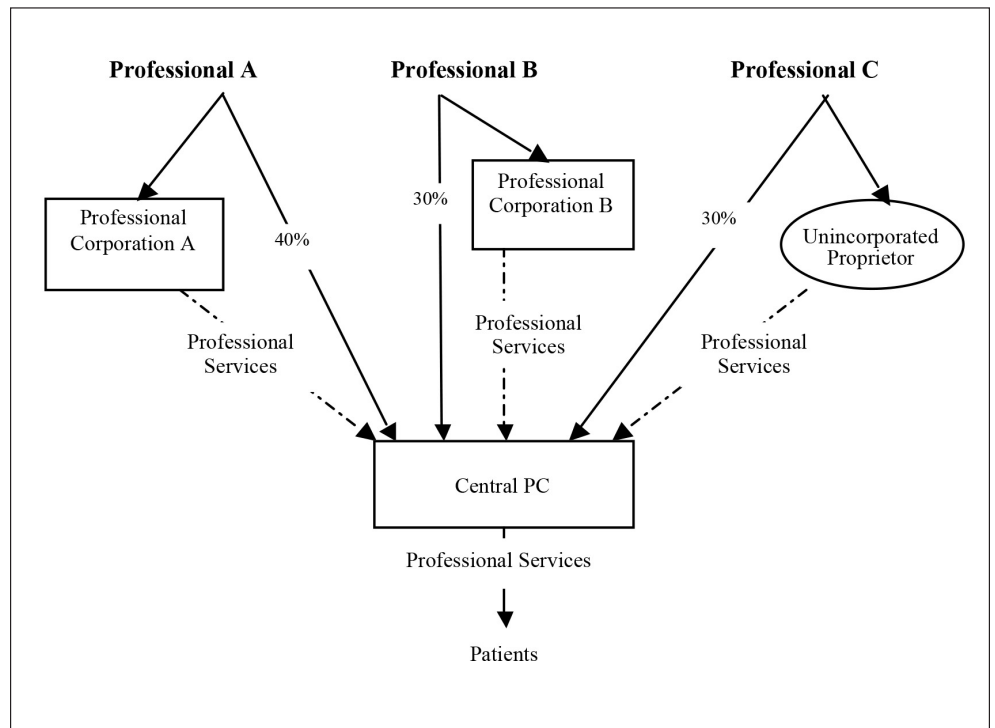 Professional A
Professional B
Professional C
Professional
Corporation A
40%
30%
Professional
Corporation B
30%
Unincorporated
Proprietor
Professional
Services
Professional
Services
Professional
Services
Central PC
Professional Services
Patients